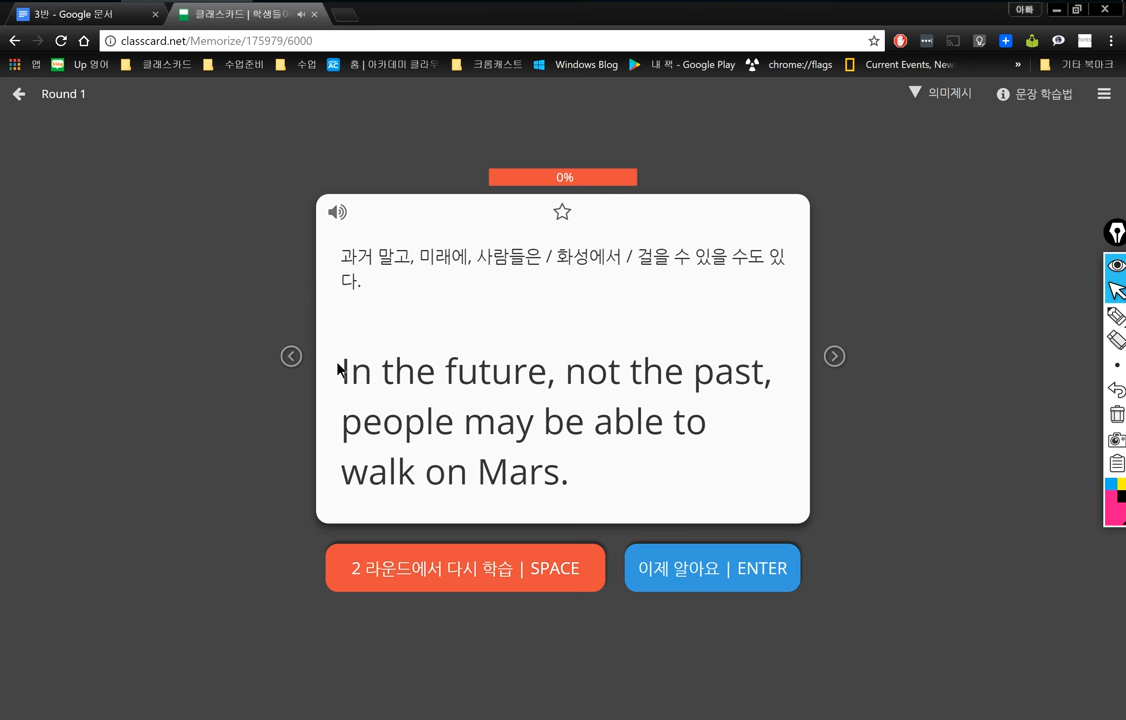 3반 - Google 문서
클래스카드 | 학생들이
아빠
classcard.net/Memorize/175979/6000
앱
Up 영어
클래스카드
수업준비
수업
홈 | 아카데미 클라우
크롬캐스트
Windows Blog
내 책 - Google Play
chrome://flags
Current Events, New
»
기타 북마크
Round 1
의미제시
문장 학습법
0%
과거 말고, 미래에, 사람들은 / 화성에서 / 걸을 수 있을 수도 있
다.
In the future, not the past,
people may be able to
walk on Mars.
2 라운드에서 다시 학습 | SPACE
이제 알아요 | ENTER